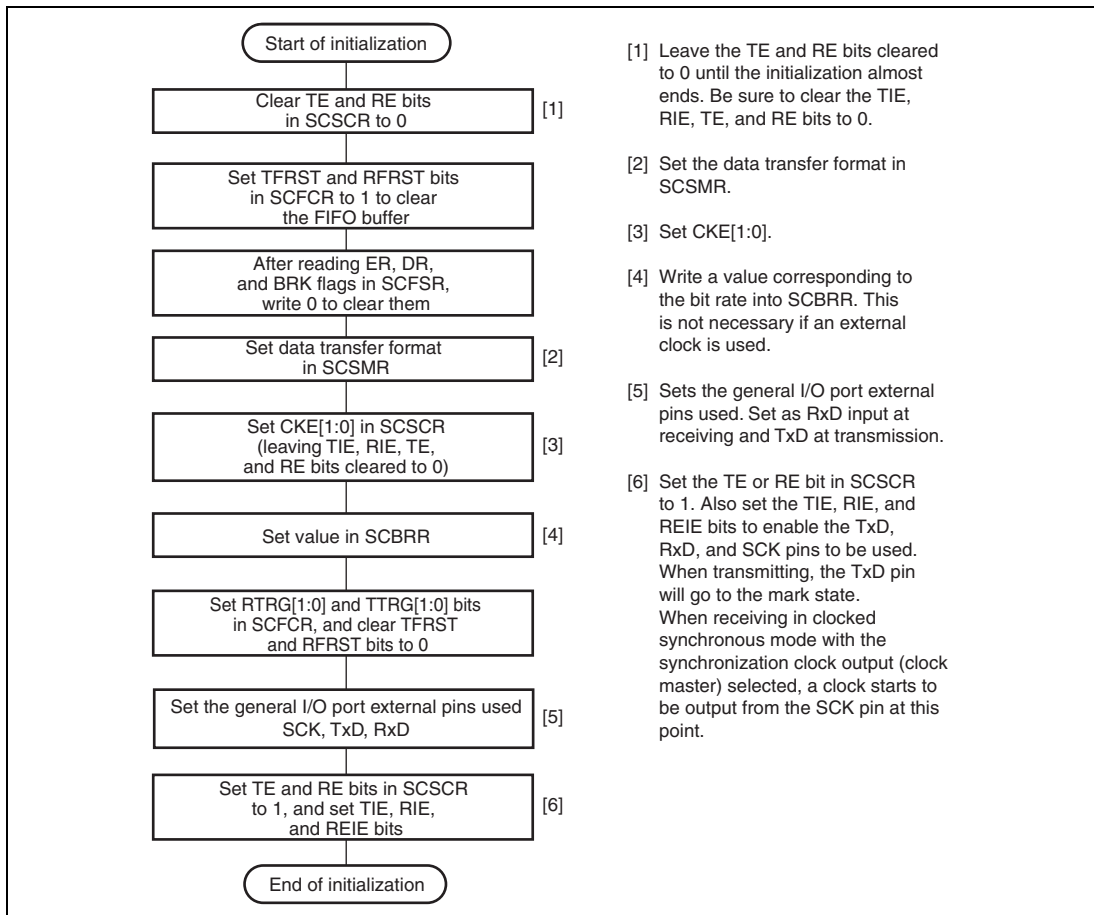 Start of initialization
Clear TE and RE bits
in SCSCR to 0
[1]
Set TFRST and RFRST bits
in SCFCR to 1 to clear
the FIFO buffer
After reading ER, DR,
and BRK flags in SCFSR,
write 0 to clear them
Set data transfer format
in SCSMR
[2]
Set CKE[1:0] in SCSCR
(leaving TIE, RIE, TE,
and RE bits cleared to 0)
[3]
Set value in SCBRR
[4]
Set RTRG[1:0] and TTRG[1:0] bits
in SCFCR, and clear TFRST
and RFRST bits to 0
Set the general I/O port external pins used
SCK, TxD, RxD
[5]
Set TE and RE bits in SCSCR
to 1, and set TIE, RIE,
and REIE bits
[6]
End of initialization
[1] Leave the TE and RE bits cleared
to 0 until the initialization almost
ends. Be sure to clear the TIE,
RIE, TE, and RE bits to 0.
[2] Set the data transfer format in
SCSMR.
[3] Set CKE[1:0].
[4] Write a value corresponding to
the bit rate into SCBRR. This
is not necessary if an external
clock is used.
[5] Sets the general I/O port external
pins used. Set as RxD input at
receiving and TxD at transmission.
[6] Set the TE or RE bit in SCSCR
to 1. Also set the TIE, RIE, and
REIE bits to enable the TxD,
RxD, and SCK pins to be used.
When transmitting, the TxD pin
will go to the mark state.
When receiving in clocked
synchronous mode with the
synchronization clock output (clock
master) selected, a clock starts to
be output from the SCK pin at this
point.